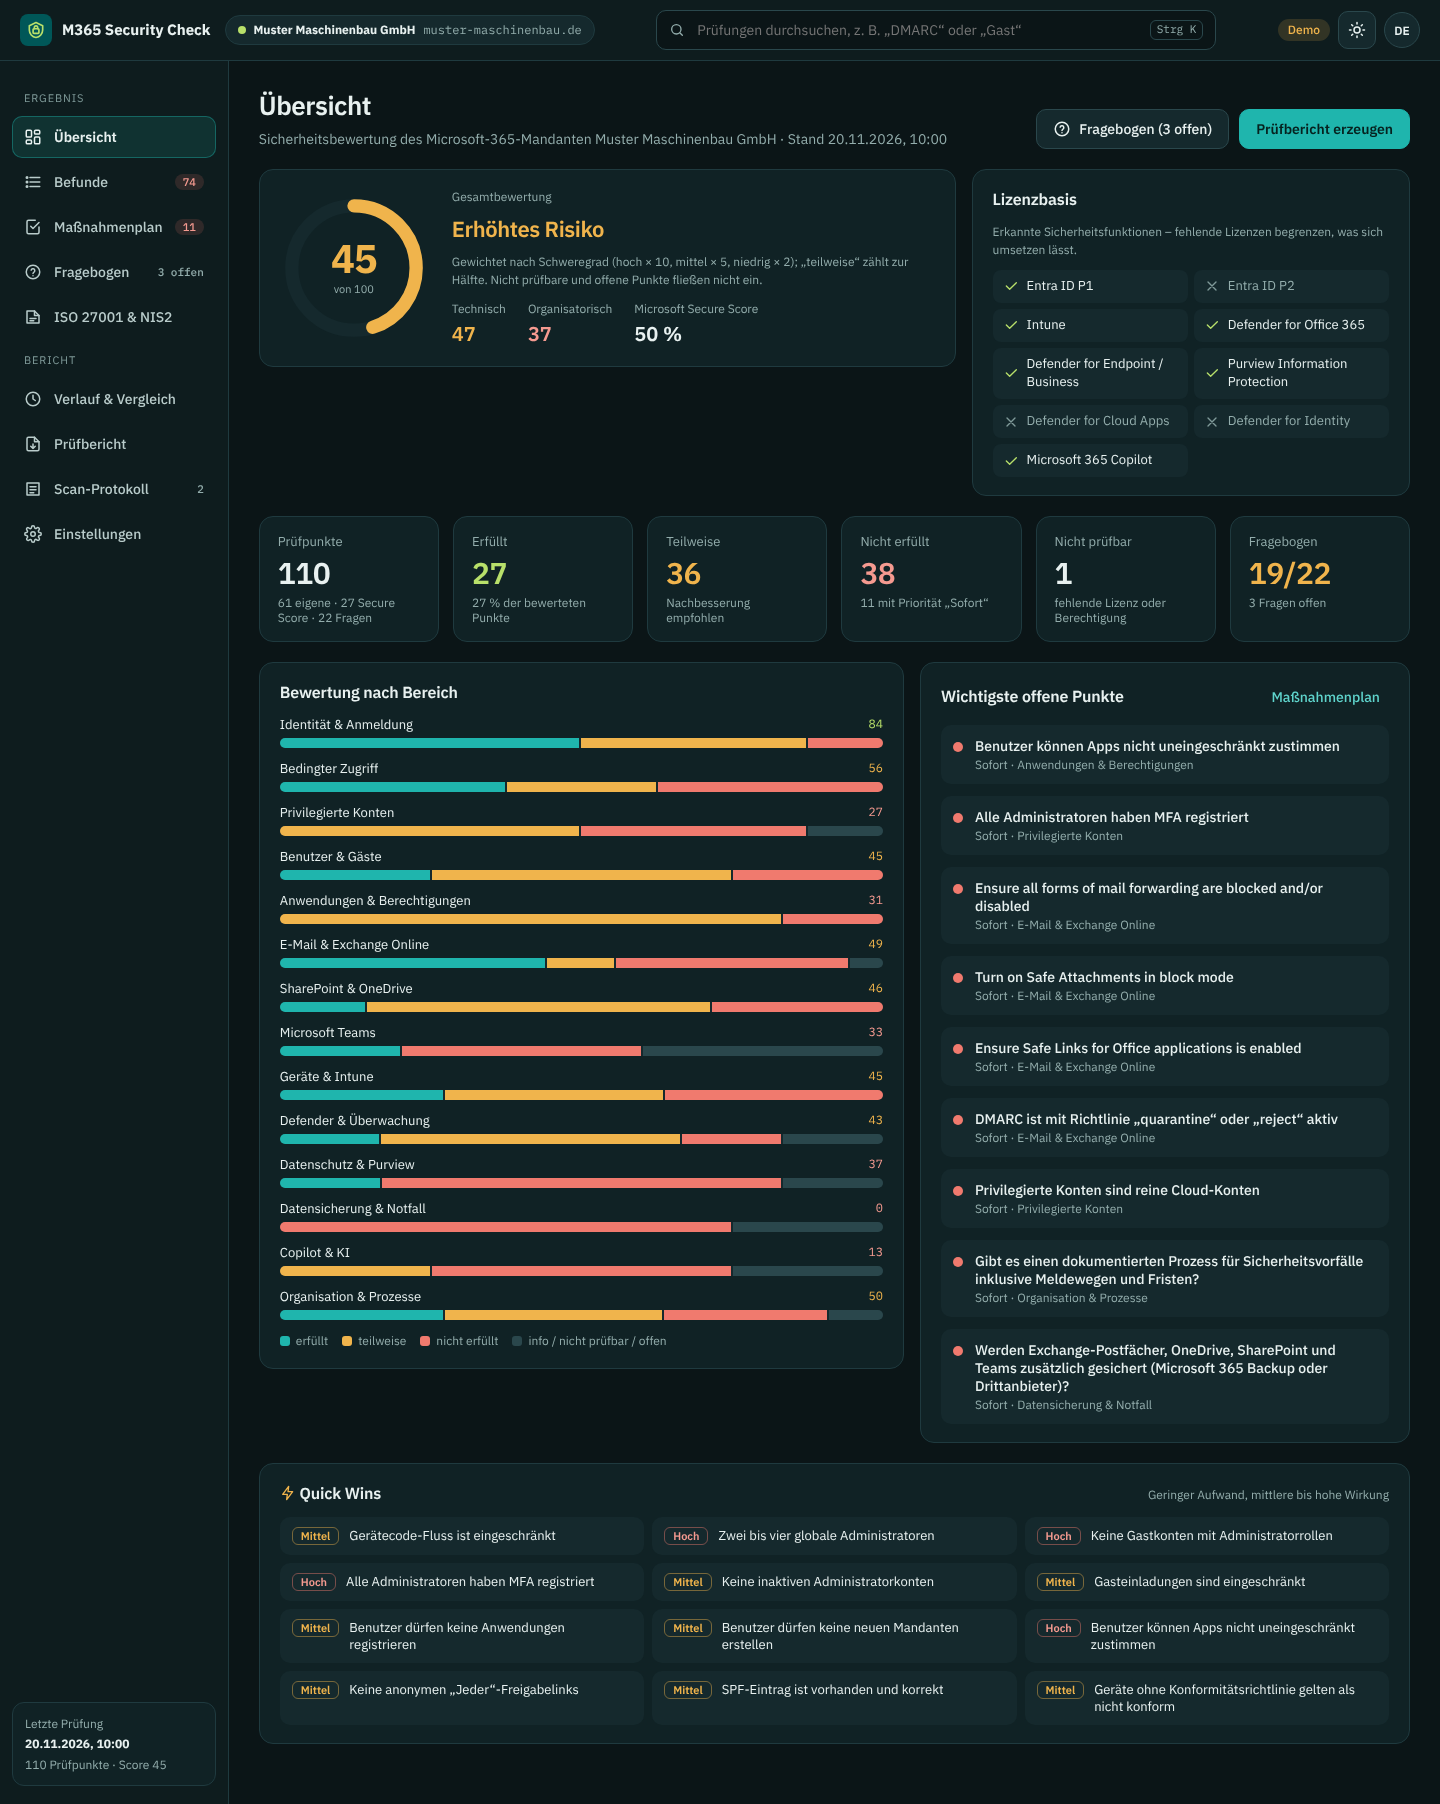 M365 Security Check
Muster Maschinenbau GmbH muster-maschinenbau.de
Prüfungen durchsuchen, z. B. „DMARC“ oder „Gast“
Strg K
Demo
DE
ERGEBNIS
Übersicht
Befunde 74
Maßnahmenplan 11
Fragebogen 3 offen
ISO 27001 & NIS2
BERICHT
Verlauf & Vergleich
Prüfbericht
Scan-Protokoll 2
Einstellungen
Letzte Prüfung
20.11.2026, 10:00
110 Prüfpunkte · Score 45
Übersicht
Sicherheitsbewertung des Microsoft-365-Mandanten Muster Maschinenbau GmbH · Stand 20.11.2026, 10:00
Fragebogen (3 offen)
Prüfbericht erzeugen
45
von 100
Gesamtbewertung
Erhöhtes Risiko
Gewichtet nach Schweregrad (hoch × 10, mittel × 5, niedrig × 2); „teilweise“ zählt zur
Hälfte. Nicht prüfbare und offene Punkte fließen nicht ein.
Technisch Organisatorisch Microsoft Secure Score
47 37 50 %
Lizenzbasis
Erkannte Sicherheitsfunktionen – fehlende Lizenzen begrenzen, was sich
umsetzen lässt.
Entra ID P1
Entra ID P2
Intune
Defender for Office 365
Defender for Endpoint /
Business
Purview Information
Protection
Defender for Cloud Apps
Defender for Identity
Microsoft 365 Copilot
Prüfpunkte
110
61 eigene · 27 Secure
Score · 22 Fragen
Erfüllt
27
27 % der bewerteten
Punkte
Teilweise
36
Nachbesserung
empfohlen
Nicht erfüllt
38
11 mit Priorität „Sofort“
Nicht prüfbar
1
fehlende Lizenz oder
Berechtigung
Fragebogen
19/22
3 Fragen offen
Bewertung nach Bereich
Identität & Anmeldung 84
Bedingter Zugriff 56
Privilegierte Konten 27
Benutzer & Gäste 45
Anwendungen & Berechtigungen 31
E-Mail & Exchange Online 49
SharePoint & OneDrive 46
Microsoft Teams 33
Geräte & Intune 45
Defender & Überwachung 43
Datenschutz & Purview 37
Datensicherung & Notfall 0
Copilot & KI 13
Organisation & Prozesse 50
erfüllt teilweise nicht erfüllt info / nicht prüfbar / offen
Wichtigste offene Punkte
Maßnahmenplan
Benutzer können Apps nicht uneingeschränkt zustimmen
Sofort · Anwendungen & Berechtigungen
Alle Administratoren haben MFA registriert
Sofort · Privilegierte Konten
Ensure all forms of mail forwarding are blocked and/or
disabled
Sofort · E-Mail & Exchange Online
Turn on Safe Attachments in block mode
Sofort · E-Mail & Exchange Online
Ensure Safe Links for Office applications is enabled
Sofort · E-Mail & Exchange Online
DMARC ist mit Richtlinie „quarantine“ oder „reject“ aktiv
Sofort · E-Mail & Exchange Online
Privilegierte Konten sind reine Cloud-Konten
Sofort · Privilegierte Konten
Gibt es einen dokumentierten Prozess für Sicherheitsvorfälle
inklusive Meldewegen und Fristen?
Sofort · Organisation & Prozesse
Werden Exchange-Postfächer, OneDrive, SharePoint und
Teams zusätzlich gesichert (Microsoft 365 Backup oder
Drittanbieter)?
Sofort · Datensicherung & Notfall
Quick Wins
Geringer Aufwand, mittlere bis hohe Wirkung
Mittel Gerätecode-Fluss ist eingeschränkt
Hoch Zwei bis vier globale Administratoren
Hoch Keine Gastkonten mit Administratorrollen
Hoch Alle Administratoren haben MFA registriert
Mittel Keine inaktiven Administratorkonten
Mittel Gasteinladungen sind eingeschränkt
Mittel Benutzer dürfen keine Anwendungen
registrieren
Mittel Benutzer dürfen keine neuen Mandanten
erstellen
Hoch Benutzer können Apps nicht uneingeschränkt
zustimmen
Mittel Keine anonymen „Jeder“-Freigabelinks
Mittel SPF-Eintrag ist vorhanden und korrekt
Mittel Geräte ohne Konformitätsrichtlinie gelten als
nicht konform